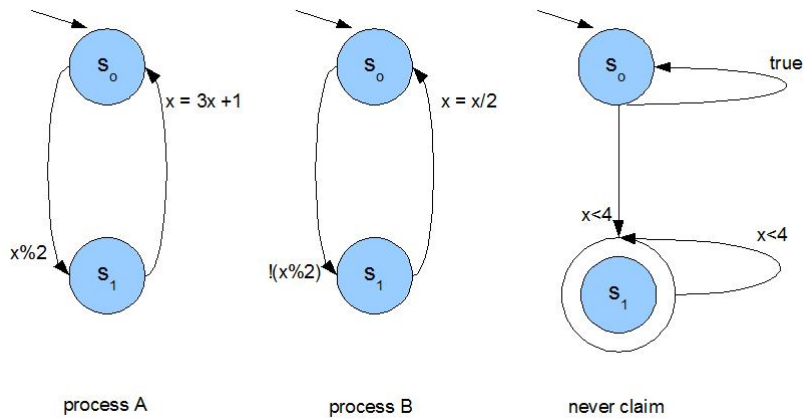 S₀
x = 3x +1
x%2
S₁
process A
S₀
x = x/2
!(x%2)
S₁
process B
S₀
true
x<4
x<4
S₁
never claim